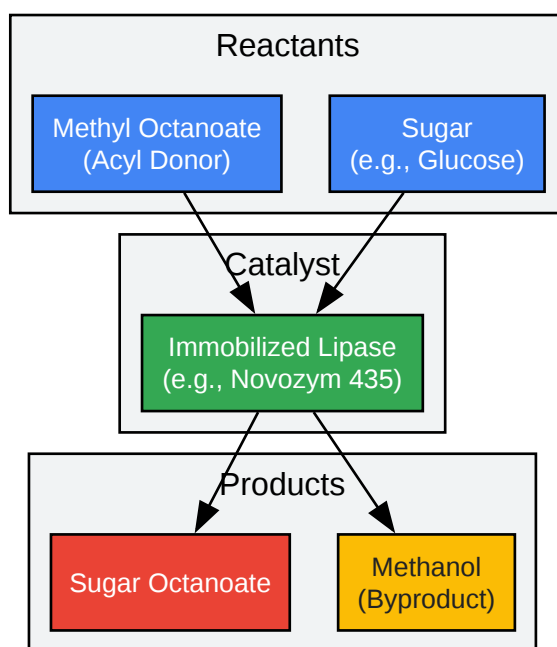 Reactants
Methyl Octanoate
(Acyl Donor)
Sugar
(e.g., Glucose)
Catalyst
Immobilized Lipase
(e.g., Novozym 435)
Products
Sugar Octanoate
Methanol
(Byproduct)